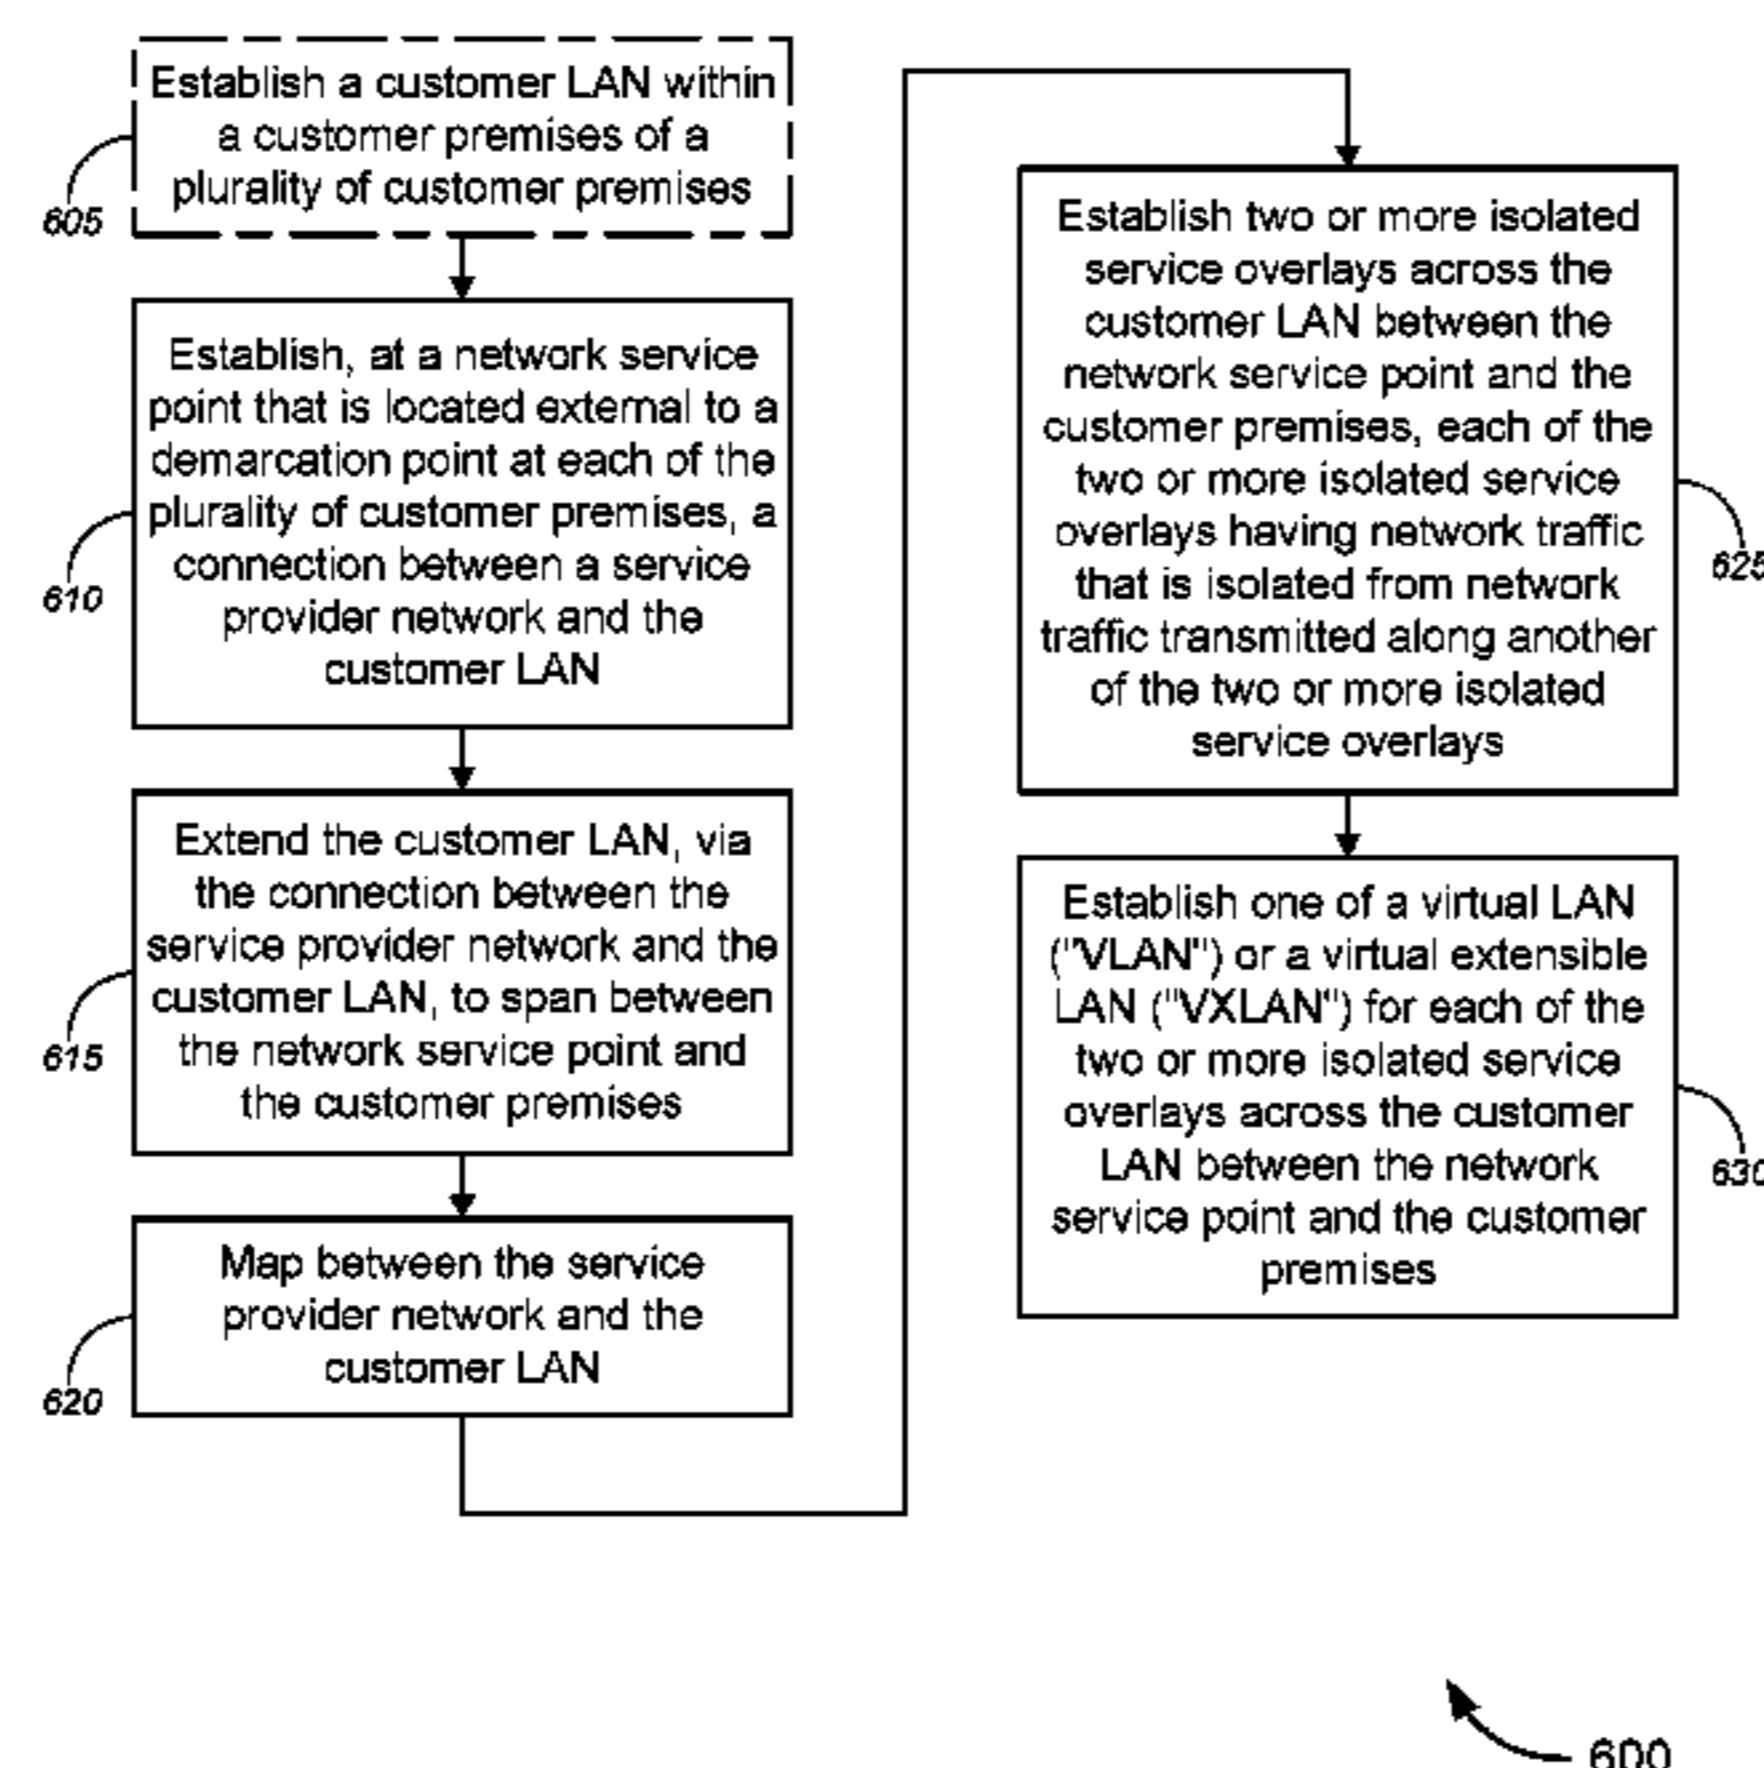 Establish a customer LAN within
a customer premises of a
plurality of customer premises
605
Establish, at a network service
point that is located external to a
demarcation point at each of the
plurality of customer premises, a
connection between a service
provider network and the
customer LAN
610
Extend the customer LAN, via
the connection between the
service provider network and the
customer LAN, to span between
the network service point and
the customer premises
615
Map between the service
provider network and the
customer LAN
620
Establish two or more isolated
service overlays across the
customer LAN between the
network service point and the
customer premises, each of the
two or more isolated service
overlays having network traffic
that is isolated from network
traffic transmitted along another
of the two or more isolated
service overlays
625
Establish one of a virtual LAN
("VLAN") or a virtual extensible
LAN ("VXLAN") for each of the
two or more isolated service
overlays across the customer
LAN between the network
service point and the customer
premises
630
600